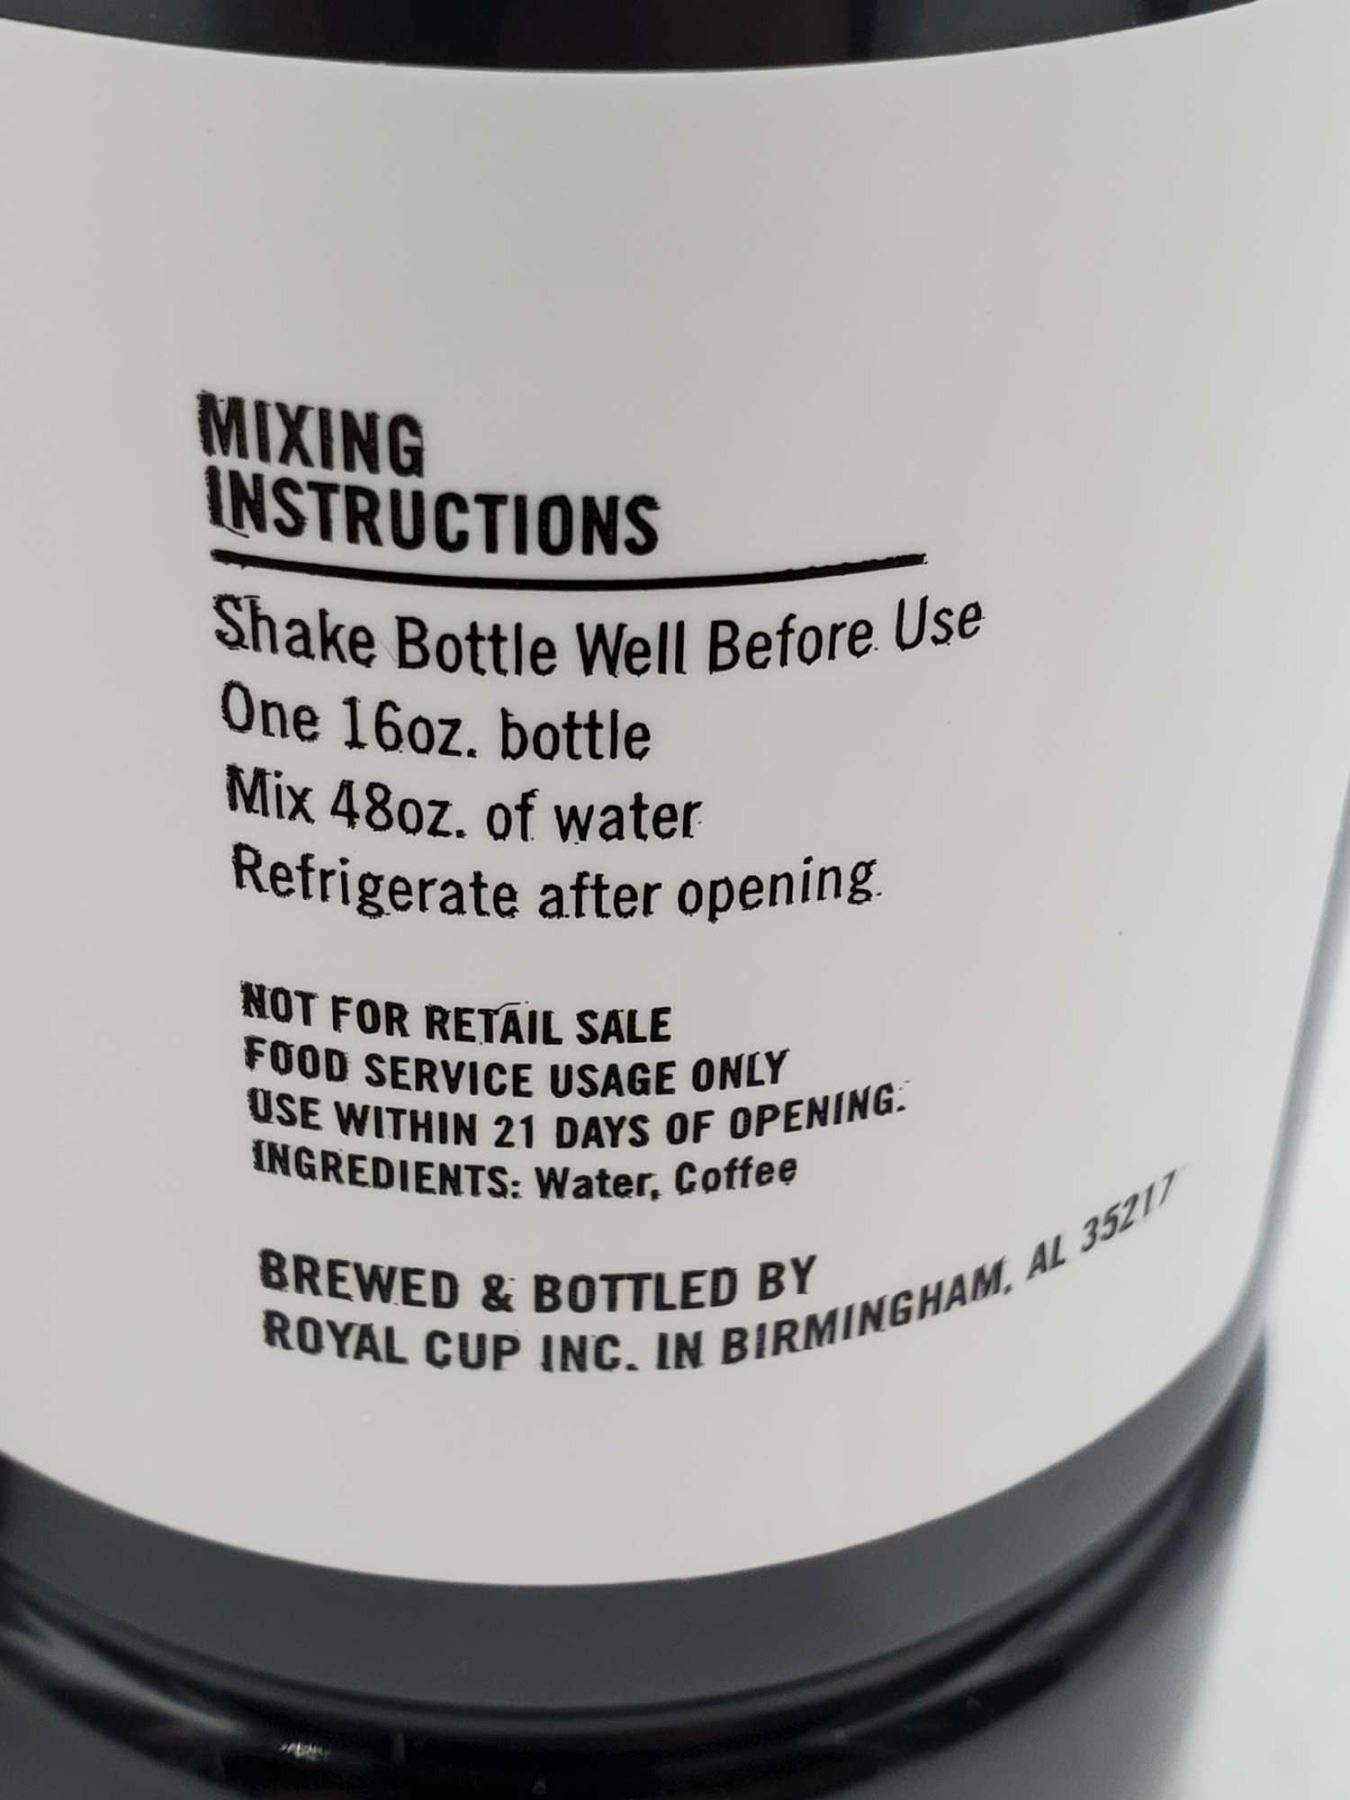 MIXING
INSTRUCTIONS
Shake Bottle Well Before Use
One 16oz. bottle
Mix 48oz. of water
Refrigerate after opening.
NOT FOR RETAIL SALE
FOOD SERVICE USAGE ONLY
USE WITHIN 21 DAYS OF OPENING.
INGREDIENTS: Water, Coffee
BREWED & BOTTLED BY
ROYAL CUP INC. IN BIRMINGHAM, AL 35217